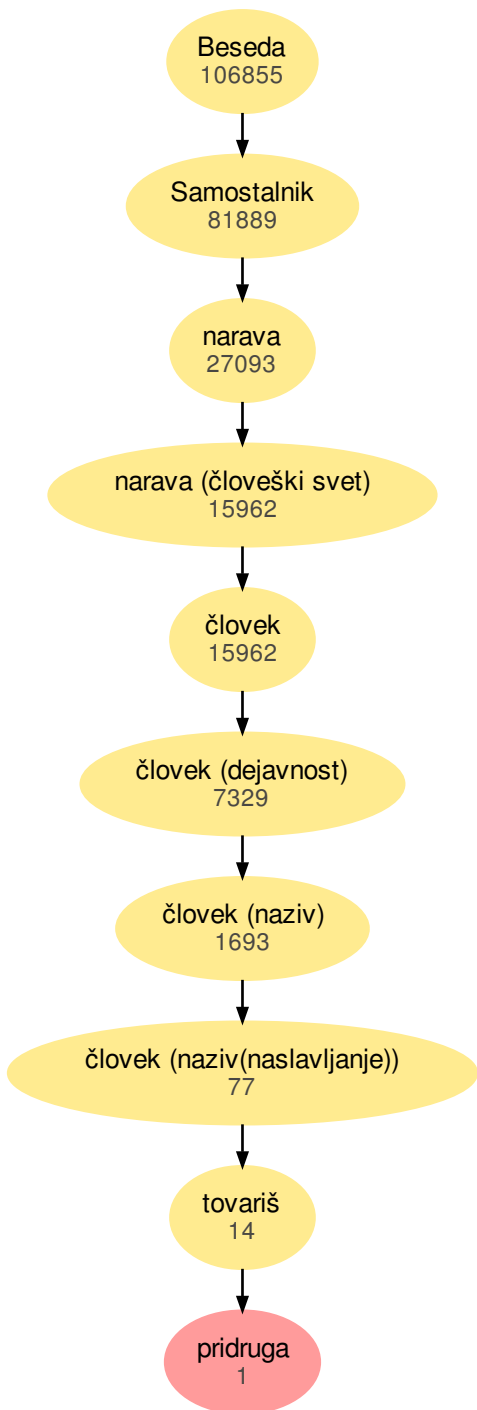 Beseda
106855
Samostalnik
81889
narava
27093
narava (človeški svet)
15962
človek
15962
človek (dejavnost)
7329
človek (naziv)
1693
človek (naziv(naslavljanje))
77
tovariš
14
pridruga
1